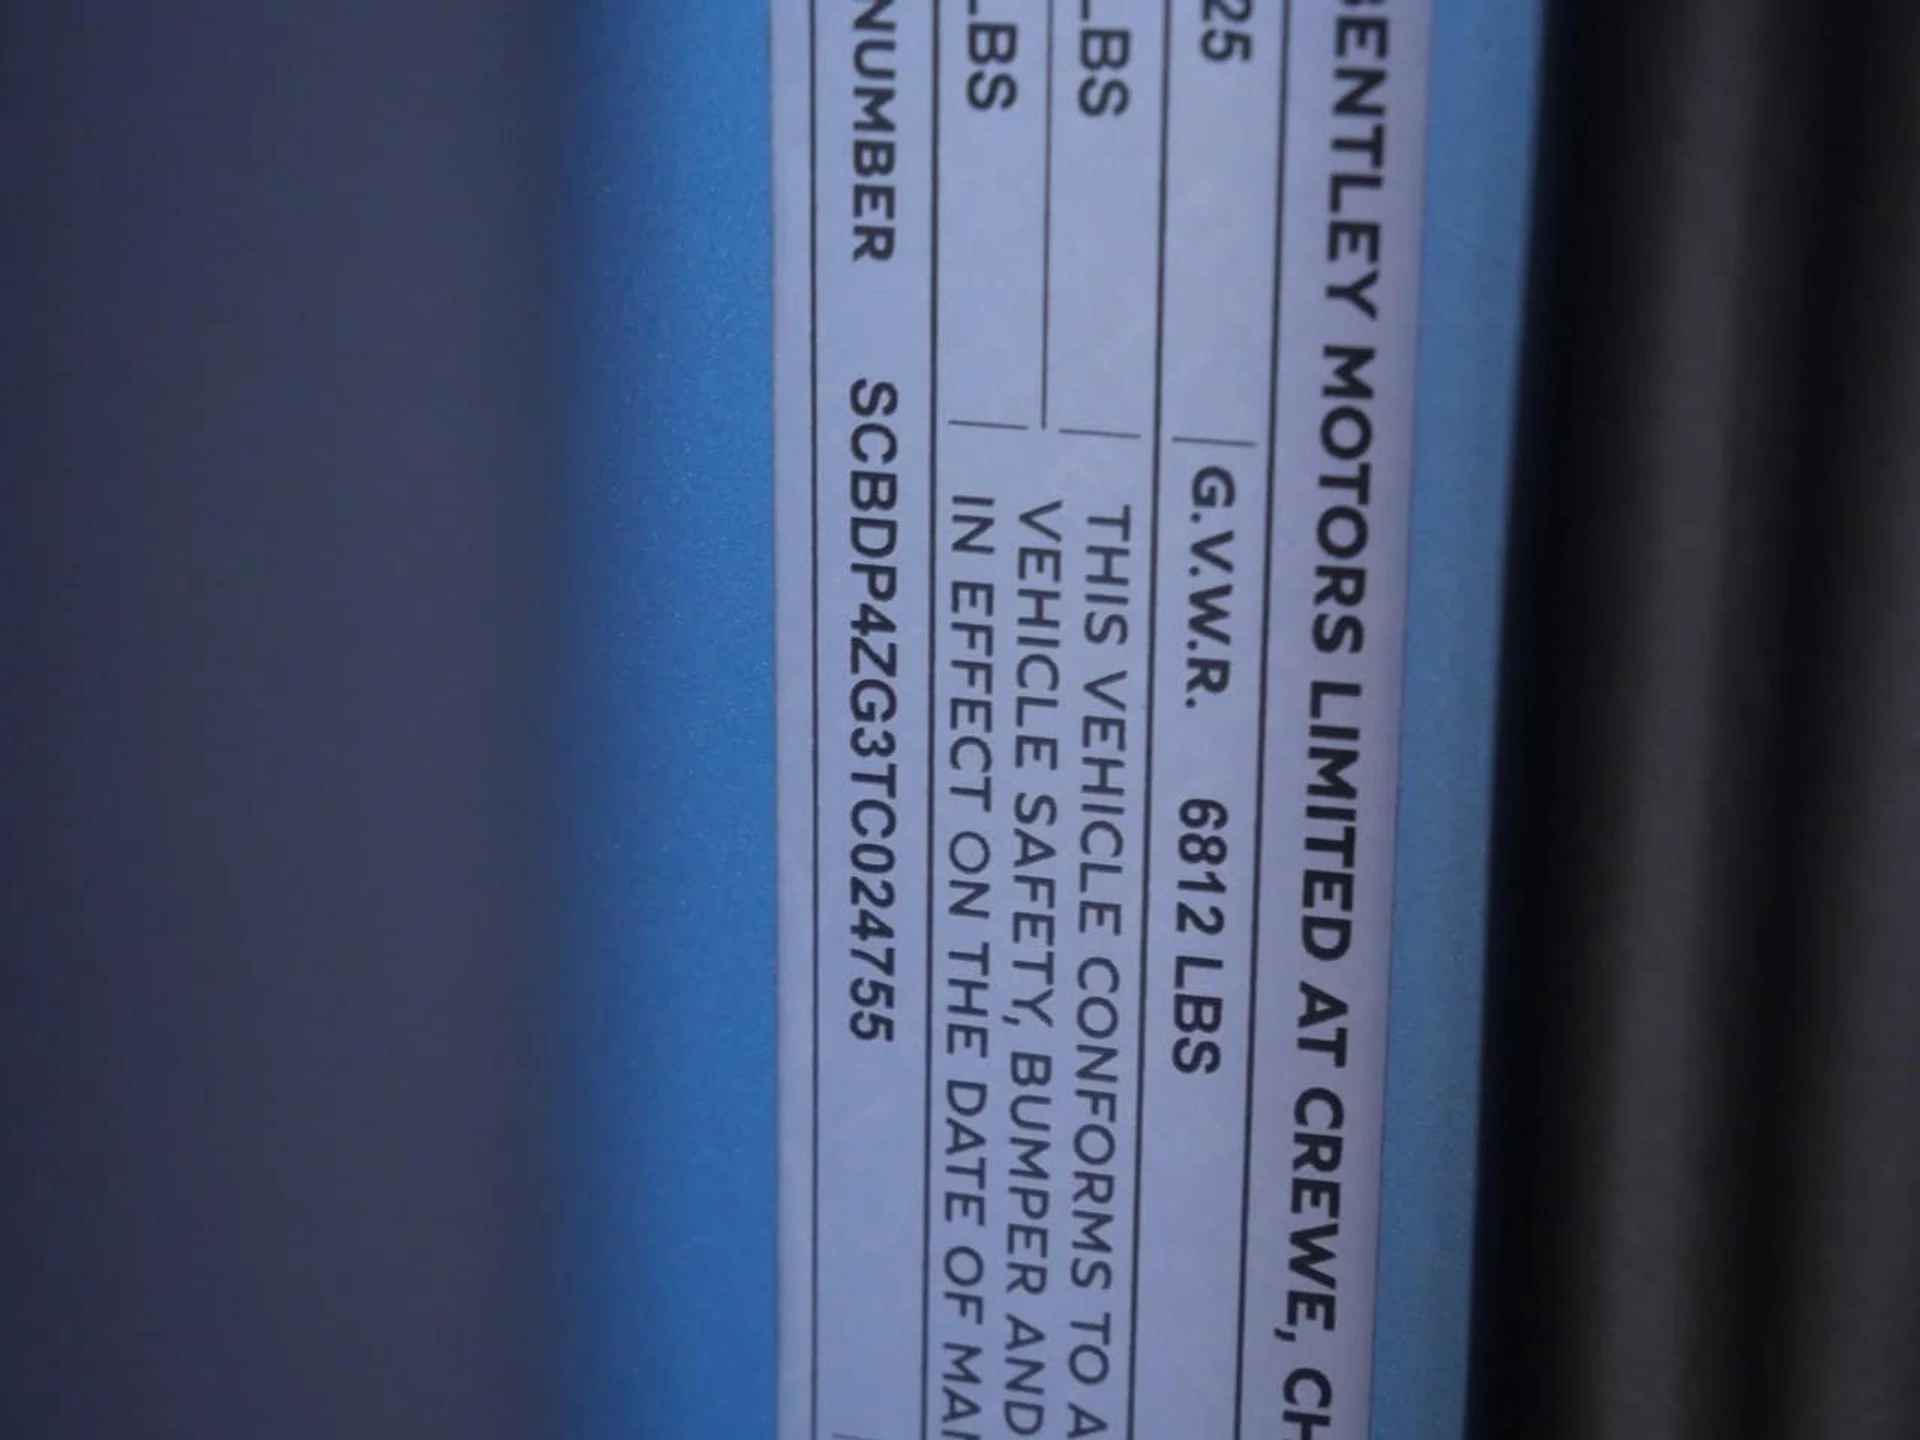 BENTLEY MOTORS LIMITED AT CREWE, CH
25 G.V.W.R. 6812 LBS
LBS THIS VEHICLE CONFORMS TO A
VEHICLE SAFETY, BUMPER AND
LBS IN EFFECT ON THE DATE OF MAN
NUMBER SCBDP4ZG3TC024755